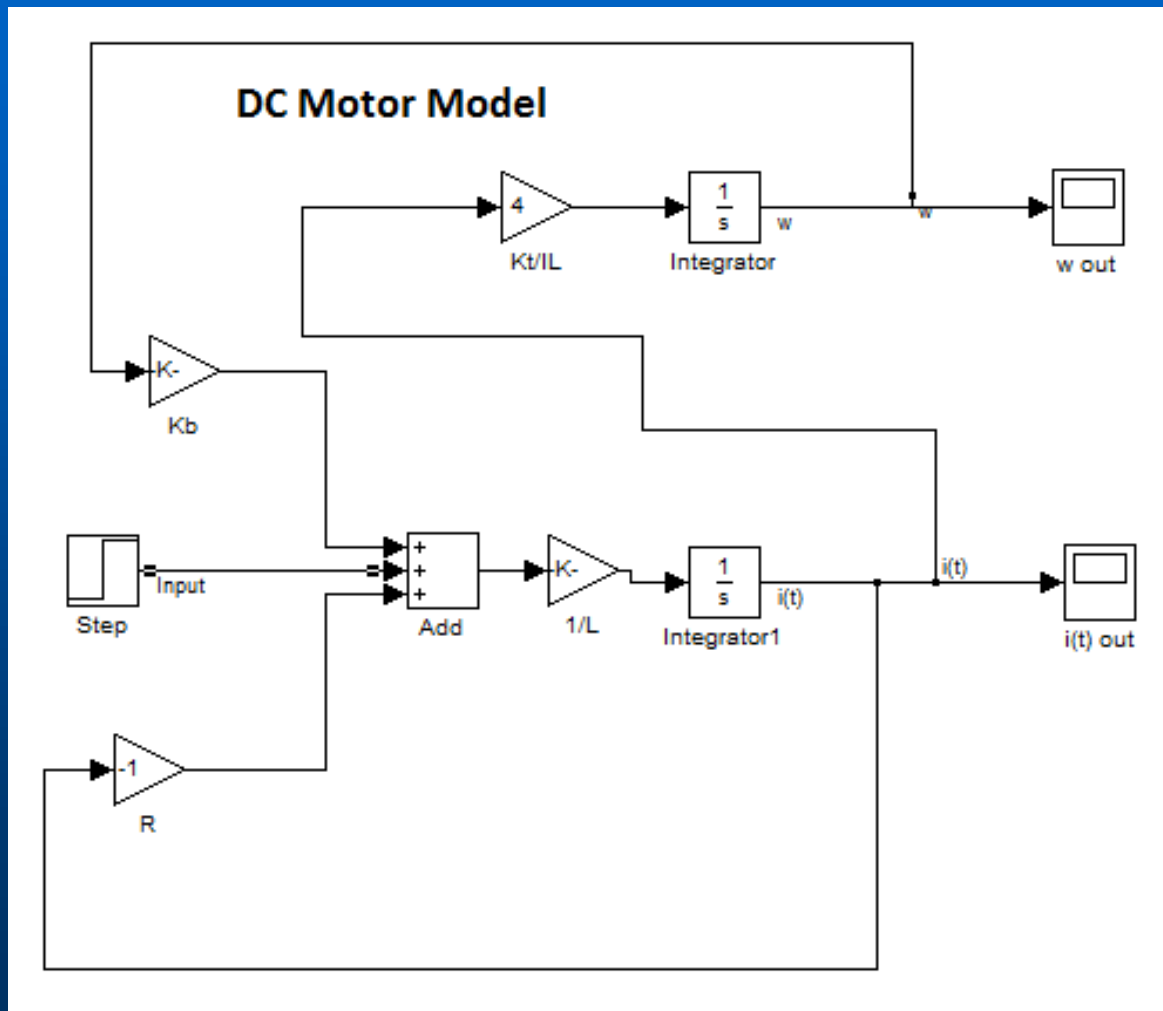 DC Motor Model
4
Kt/IL
1
s
Integrator
w
w
w out
-K-
Kb
Step
Input
+
+
+
Add
-K-
1/L
1
s
Integrator1
i(t)
i(t)
i(t) out
-1
R